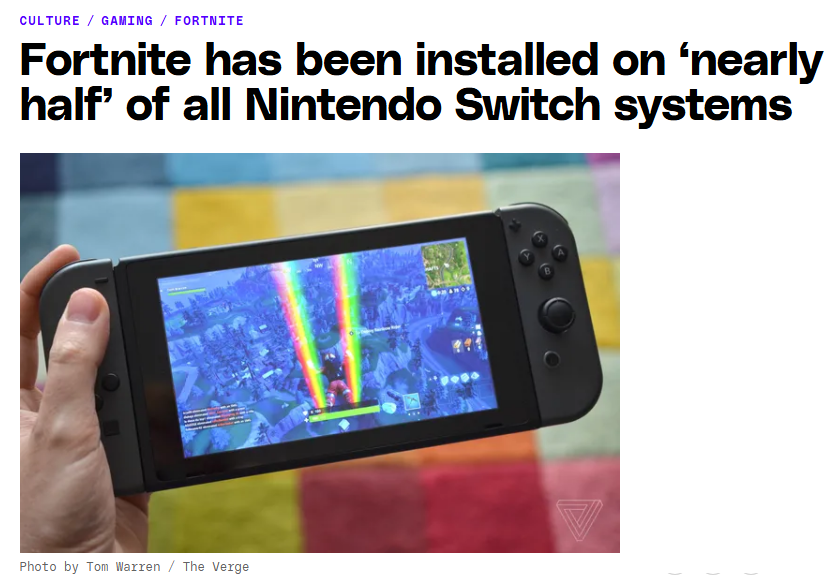 CULTURE / GAMING / FORTNITE
Fortnite has been installed on ‘nearly
half’ of all Nintendo Switch systems
X
Y A
B
Photo by Tom Warren / The Verge